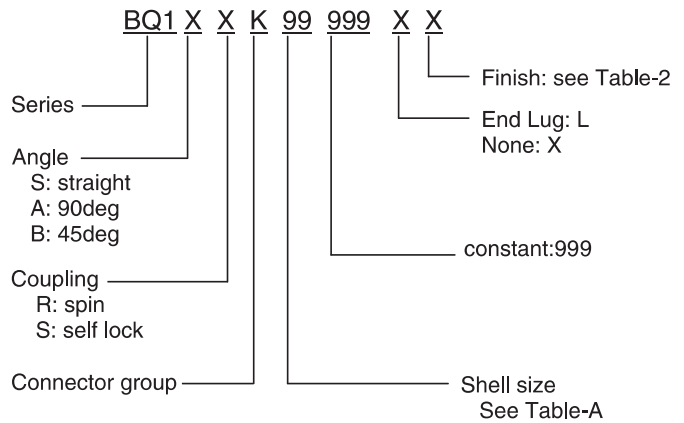 BQ1 X X K 99 999 X X
Finish: see Table-2
Series
End Lug: L
None: X
Angle
S: straight
A: 90deg
B: 45deg
constant:999
Coupling
R: spin
S: self lock
Connector group
Shell size
See Table-A